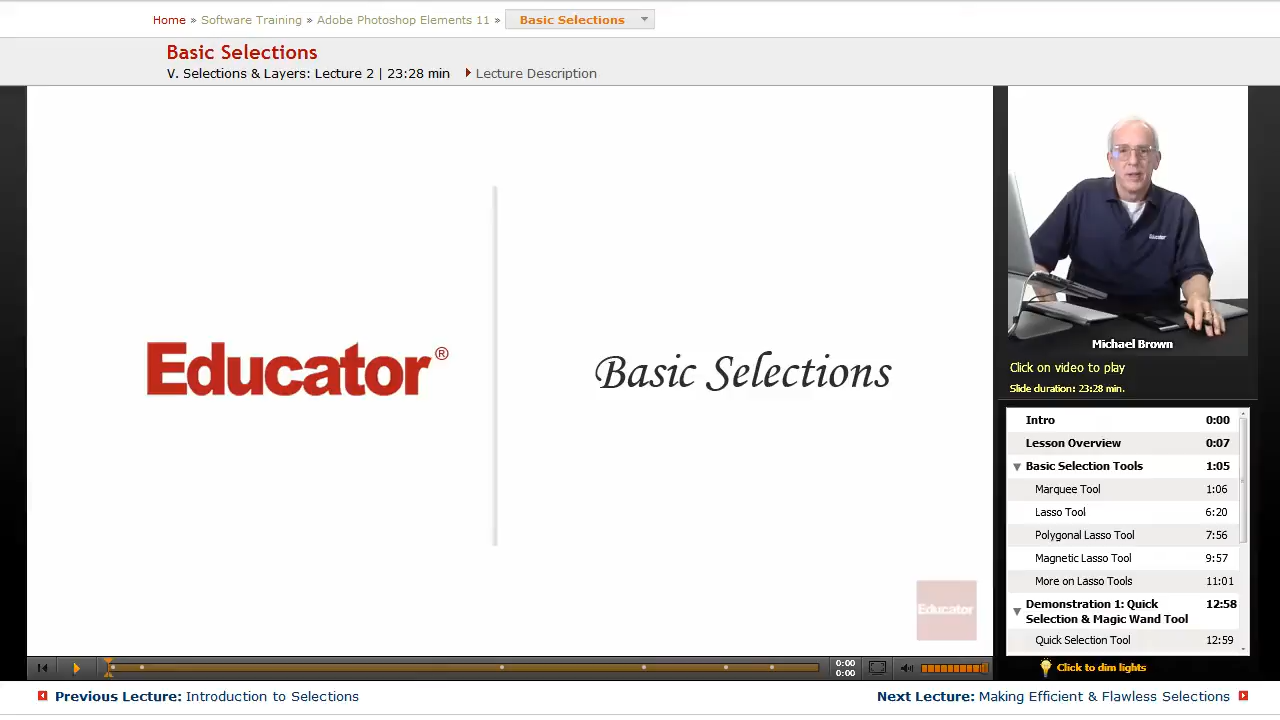 Home » Software Training » Adobe Photoshop Elements 11 » Basic Selections
Basic Selections
V. Selections & Layers: Lecture 2 | 23:28 min Lecture Description
Educator®
Basic Selections
Educator
Educator
Michael Brown
Click on video to play
Slide duration: 23:28 min.
Intro 0:00
Lesson Overview 0:07
Basic Selection Tools 1:05
Marquee Tool 1:06
Lasso Tool 6:20
Polygonal Lasso Tool 7:56
Magnetic Lasso Tool 9:57
More on Lasso Tools 11:01
Demonstration 1: Quick 12:58
Selection & Magic Wand Tool
Quick Selection Tool 12:59
0:00
0:00
Click to dim lights
Previous Lecture: Introduction to Selections
Next Lecture: Making Efficient & Flawless Selections